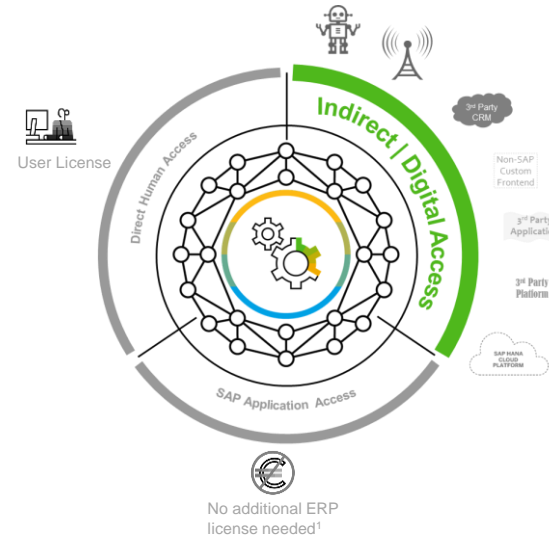 Indirect | Digital Access
3rd Party
CRM
User License
Direct Human Access
Non-SAP
Custom
Frontend
3rd Party
Application
3rd Party
Platform
SAP HANA
CLOUD
PLATFORM
SAP Application Access
No additional ERP
license needed1